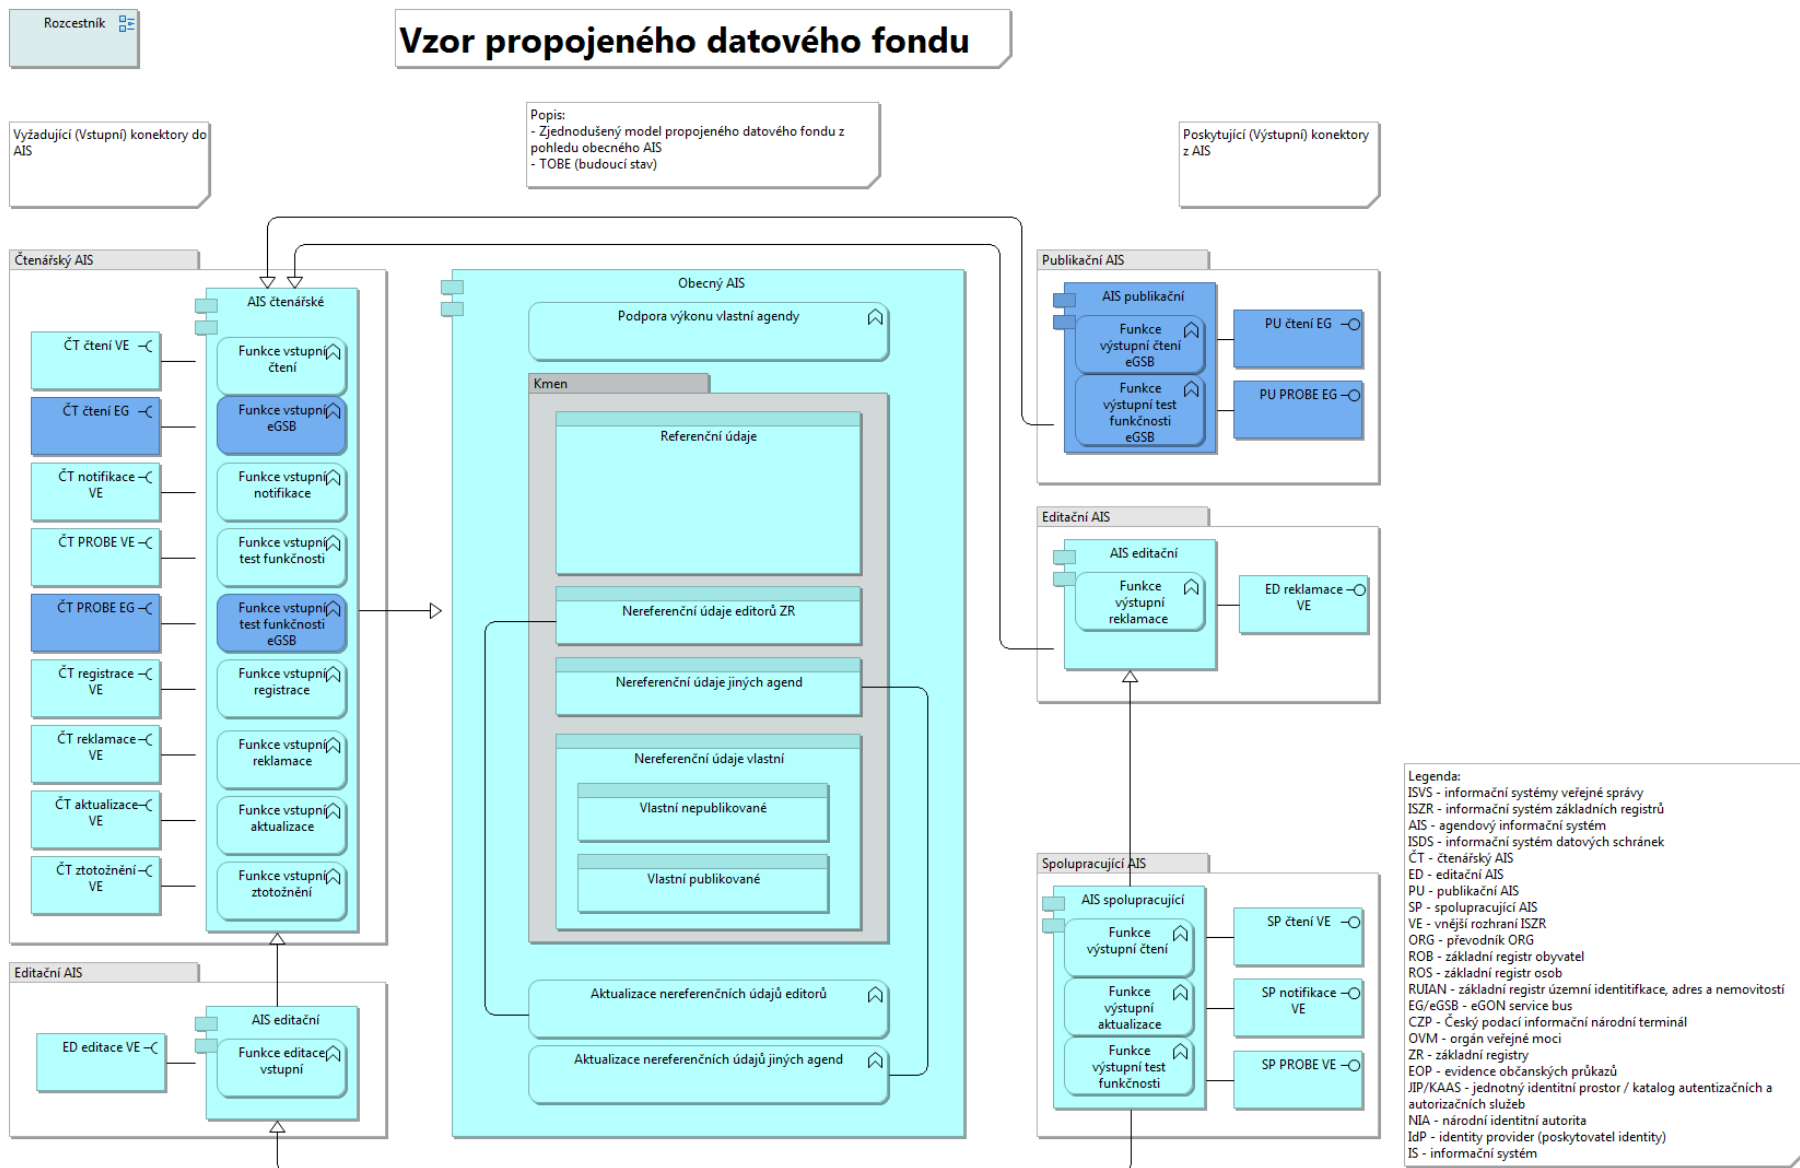 Rozcestník
Vzor propojeného datového fondu
Vyžadující (Vstupní) konektory do
AIS
Popis:
- Zjednodušený model propojeného datového fondu z
pohledu obecného AIS
- TOBE (budoucí stav)
Poskytující (Výstupní) konektory
z AIS
Čtenářský AIS
AIS čtenářské
ČT čtení VE
Funkce vstupní
čtení
ČT čtení EG
Funkce vstupní
eGSB
ČT notifikace
VE
Funkce vstupní
notifikace
ČT PROBE VE
Funkce vstupní
test funkčnosti
ČT PROBE EG
Funkce vstupní
test funkčnosti
eGSB
ČT registrace
VE
Funkce vstupní
registrace
ČT reklamace
VE
Funkce vstupní
reklamace
ČT aktualizace
VE
Funkce vstupní
aktualizace
ČT ztotožnění
VE
Funkce vstupní
ztotožnění
Editační AIS
AIS editační
ED editace VE
Funkce editace
vstupní
Obecný AIS
Podpora výkonu vlastní agendy
Kmen
Referenční údaje
Nereferenční údaje editorů ZR
Nereferenční údaje jiných agend
Nereferenční údaje vlastní
Vlastní nepublikované
Vlastní publikované
Aktualizace nereferenčních údajů editorů
Aktualizace nereferenčních údajů jiných agend
Publikační AIS
AIS publikační
Funkce
výstupní čtení
eGSB
PU čtení EG
Funkce
výstupní test
funkčnosti
eGSB
PU PROBE EG
Editační AIS
AIS editační
Funkce
výstupní
reklamace
ED reklamace
VE
Spolupracující AIS
AIS spolupracující
Funkce
výstupní čtení
SP čtení VE
Funkce
výstupní
aktualizace
SP notifikace
VE
Funkce
výstupní test
funkčnosti
SP PROBE VE
Legenda:
ISVS - informační systémy veřejné správy
ISZR - informační systém základních registrů
AIS - agendový informační systém
ISDS - informační systém datových schránek
ČT - čtenářský AIS
ED - editační AIS
PU - publikační AIS
SP - spolupracující AIS
VE - vnější rozhraní ISZR
ORG - převodník ORG
ROB - základní registr obyvatel
ROS - základní registr osob
RUIAN - základní registr územní identitifkace, adres a nemovitostí
EG/eGSB - eGON service bus
CZP - Český podací informační národní terminál
OVM - orgán veřejné moci
ZR - základní registry
EOP - evidence občanských průkazů
JIP/KAAS - jednotný identitní prostor / katalog autentizačních a
autorizačních služeb
NIA - národní identitní autorita
IdP - identity provider (poskytovatel identity)
IS - informační systém